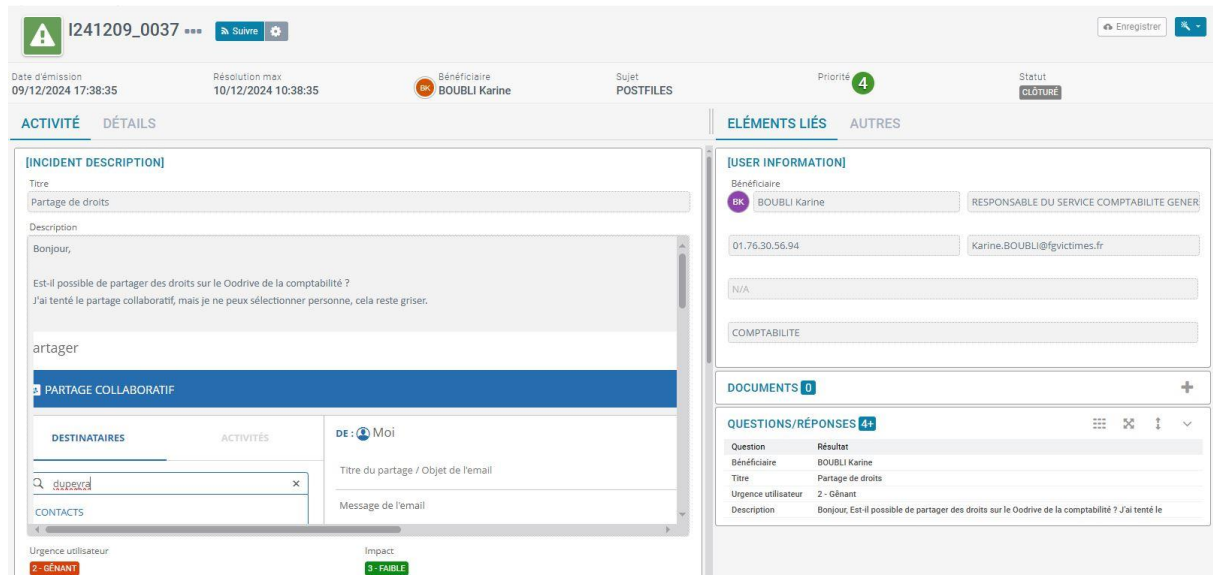 I241209_0037 •••
Suivre
Enregistrer
Date d'émission
09/12/2024 17:38:35
Résolution max
10/12/2024 10:38:35
BK
Bénéficiaire
BOUBLI Karine
Sujet
POSTFILES
Priorité
4
Statut
CLÔTURÉ
ACTIVITÉ DÉTAILS
[INCIDENT DESCRIPTION]
Titre
Partage de droits
Description
Bonjour,
Est-il possible de partager des droits sur le Oodrive de la comptabilité ?
J'ai tenté le partage collaboratif, mais je ne peux sélectionner personne, cela reste griser.
artager
PARTAGE COLLABORATIF
DESTINATAIRES ACTIVITÉS
dupeyra ×
CONTACTS
DE : Moi
Titre du partage / Objet de l'email
Message de l'email
Urgence utilisateur
2 - GÊNANT
Impact
3 - FAIBLE
ELÉMENTS LIÉS AUTRES
[USER INFORMATION]
Bénéficiaire
BK BOUBLI Karine
RESPONSABLE DU SERVICE COMPTABILITE GENER
01.76.30.56.94
Karine.BOUBLI@fgvictimes.fr
N/A
COMPTABILITE
DOCUMENTS 0
QUESTIONS/RÉPONSES 4+
Question Résultat
Bénéficiaire BOUBLI Karine
Titre Partage de droits
Urgence utilisateur 2 - Gênant
Description Bonjour, Est-il possible de partager des droits sur le Oodrive de la comptabilité ? J'ai tenté le